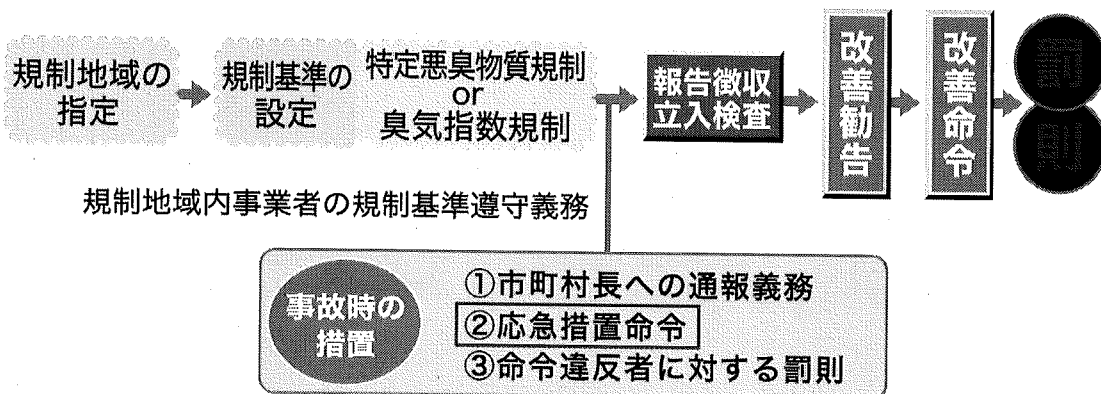 規制地域の
指定
規制基準の
設定
特定悪臭物質規制
or
臭気指数規制
報告徴収
立入検査
改善勧告
改善命令
罰則
規制地域内事業者の規制基準遵守義務
事故時の
措置
①市町村長への通報義務
②応急措置命令
③命令違反者に対する罰則